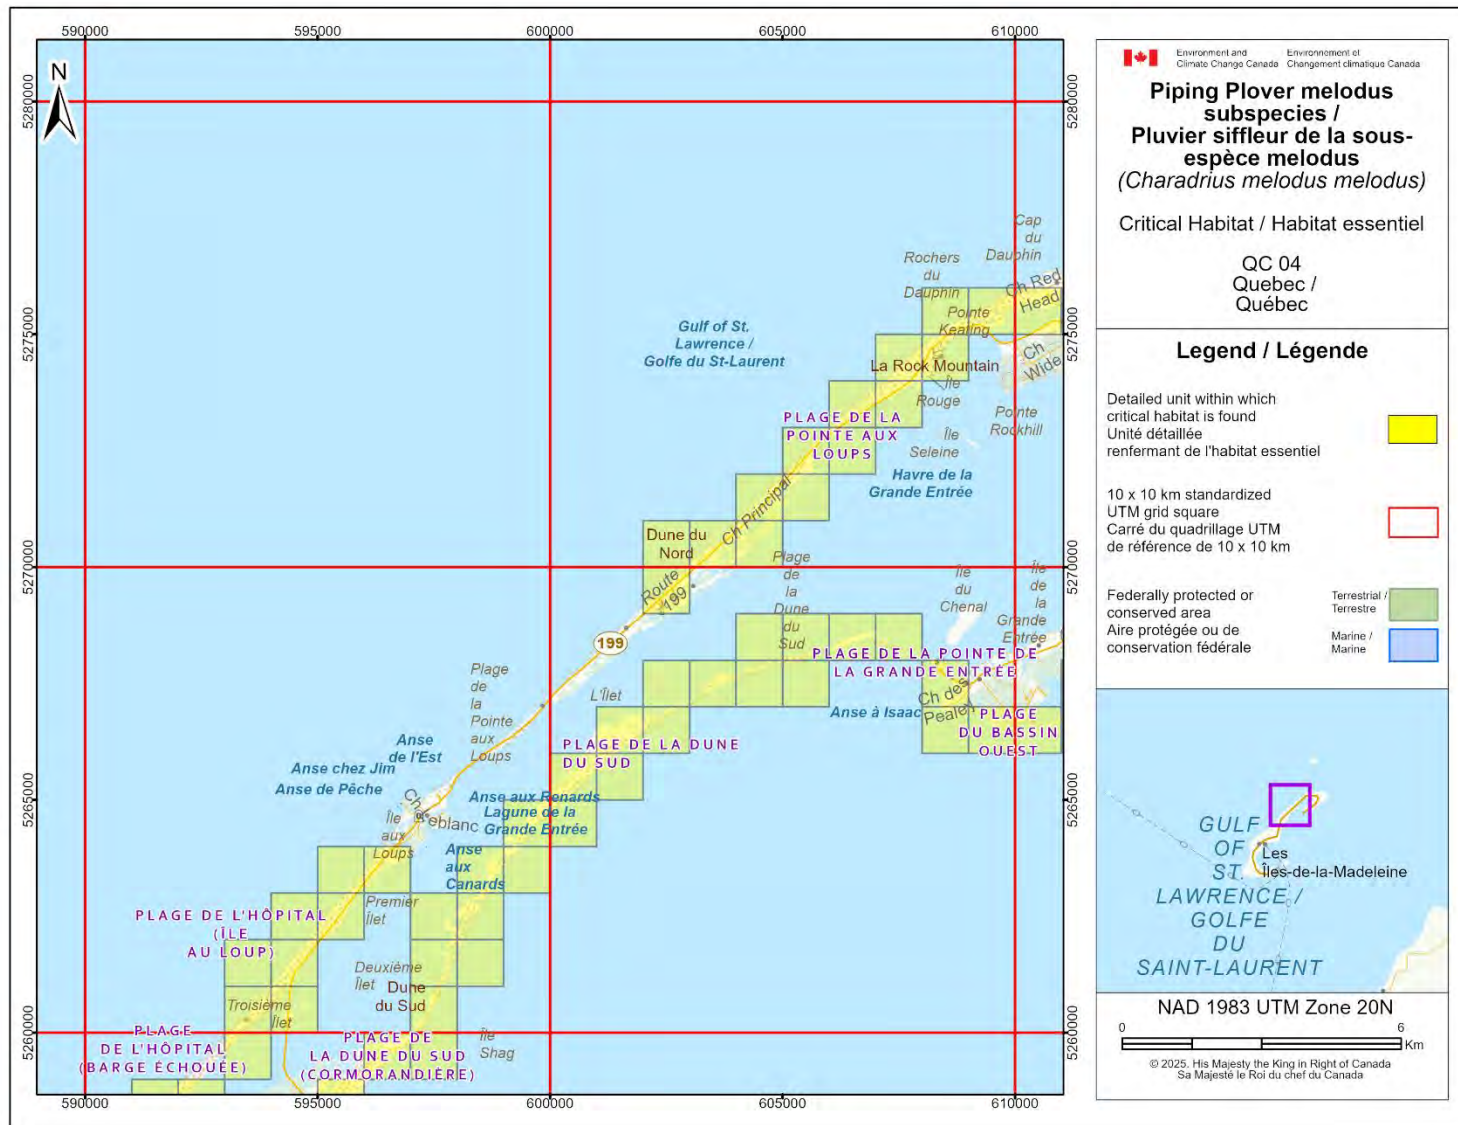 590000
595000
600000
605000
610000
N
5280000
5280000
5275000
5275000
5270000
5270000
5265000
5265000
5260000
5260000
Cap
du
Dauphin
Rochers
du
Dauphin
Ch Red
Head
Pointe
Keating
Gulf of St.
Lawrence /
Golfe du St-Laurent
Ch
Wide
La Rock Mountain
Île
Rouge
Pointe
Rockhill
PLAGE DE LA
POINTE AUX
LOUPS
Île
Seleine
Havre de la
Grande Entrée
Ch Principal
Dune du
Nord
Route
199
Plage
de
la
Dune
du
Sud
Île
du
Chenal
Île
de
la
Grande
Entrée
199
PLAGE DE LA POINTE DE
LA GRANDE ENTRÉE
Plage
de
la
Pointe
aux
Loups
L'Îlet
Ch des
Pealey
Anse à Isaac
PLAGE
DU BASSIN
OUEST
Anse
de l'Est
PLAGE DE LA DUNE
DU SUD
Anse chez Jim
Anse de Pêche
Anse aux Renards
Lagune de la
Grande Entrée
Ch
Leblanc
Île
aux
Loups
Anse
aux
Canards
Premier
Îlet
PLAGE DE L'HÔPITAL
(ÎLE
AU LOUP)
Deuxième
Îlet
Dune
du Sud
Troisième
Îlet
PLAGE
DE L'HÔPITAL
(BARGE ÉCHOUÉE)
PLAGE DE
LA DUNE DU SUD
(CORMORANDIÈRE)
Île
Shag
590000
595000
600000
605000
610000
Environment and
Climate Change Canada
Environnement et
Changement climatique Canada
Piping Plover melodus
subspecies /
Pluvier siffleur de la sous-
espèce melodus
(Charadrius melodus melodus)
Critical Habitat / Habitat essentiel
QC 04
Quebec /
Québec
Legend / Légende
Detailed unit within which
critical habitat is found
Unité détaillée
renfermant de l'habitat essentiel
10 x 10 km standardized
UTM grid square
Carré du quadrillage UTM
de référence de 10 x 10 km
Federally protected or
conserved area
Aire protégée ou de
conservation fédérale
Terrestrial /
Terrestre
Marine /
Marine
GULF
OF
ST.
LAWRENCE /
GOLFE
DU
SAINT-LAURENT
Les
Îles-de-la-Madeleine
NAD 1983 UTM Zone 20N
0 6
Km
© 2025. His Majesty the King in Right of Canada
Sa Majesté le Roi du chef du Canada